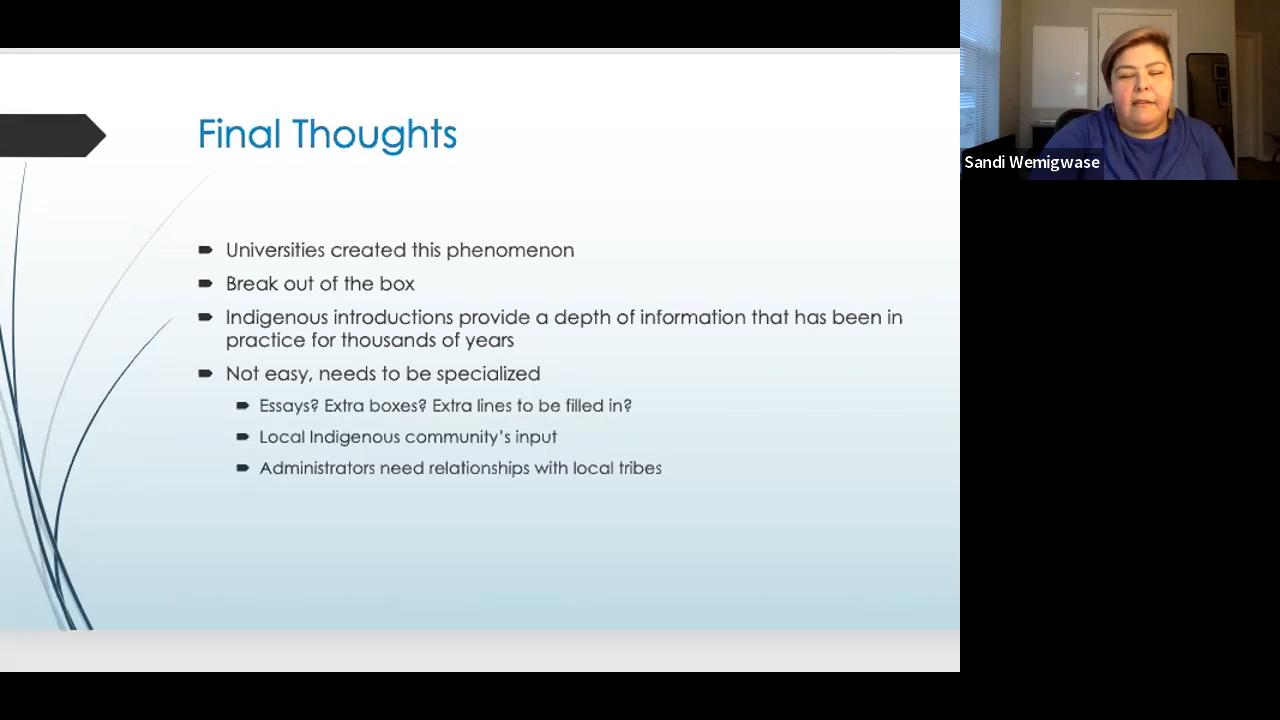 Final Thoughts
Universities created this phenomenon
Break out of the box
Indigenous introductions provide a depth of information that has been in
practice for thousands of years
Not easy, needs to be specialized
Essays? Extra boxes? Extra lines to be filled in?
Local Indigenous community's input
Administrators need relationships with local tribes
Sandi Wemigwase